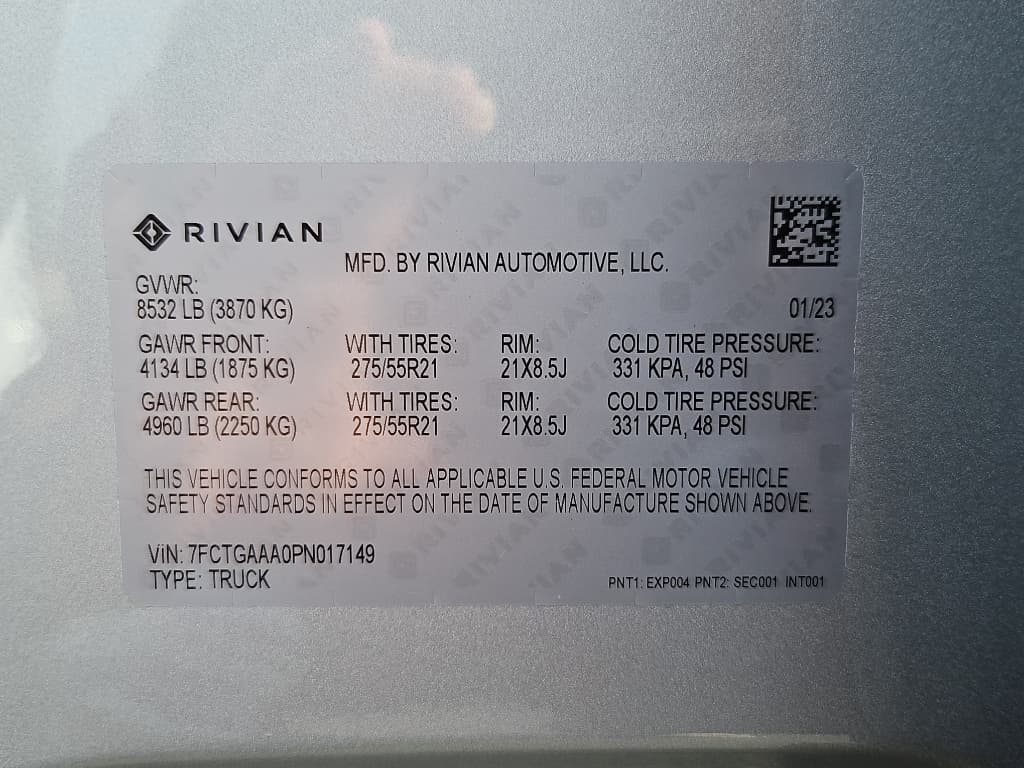 RIVIAN
MFD. BY RIVIAN AUTOMOTIVE, LLC.
GVWR:
8532 LB (3870 KG) 01/23
GAWR FRONT: WITH TIRES: RIM: COLD TIRE PRESSURE:
4134 LB (1875 KG) 275/55R21 21X8.5J 331 KPA, 48 PSI
GAWR REAR: WITH TIRES: RIM: COLD TIRE PRESSURE:
4960 LB (2250 KG) 275/55R21 21X8.5J 331 KPA, 48 PSI
THIS VEHICLE CONFORMS TO ALL APPLICABLE U.S. FEDERAL MOTOR VEHICLE
SAFETY STANDARDS IN EFFECT ON THE DATE OF MANUFACTURE SHOWN ABOVE.
VIN: 7FCTGAAA0PN017149
TYPE: TRUCK PNT1: EXP004 PNT2: SEC001 INT001